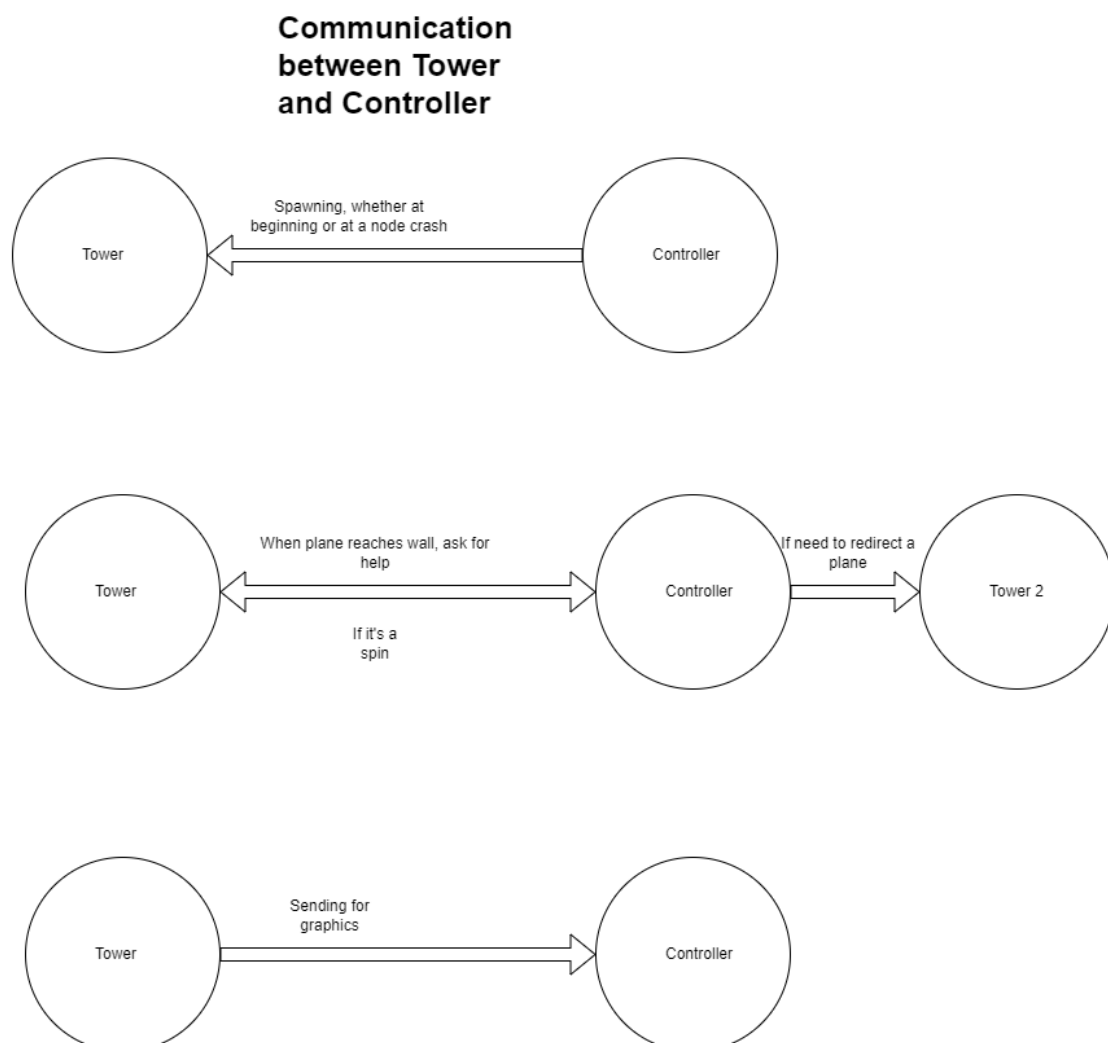 Communication
between Tower
and Controller
Spawning, whether at
beginning or at a node crash
Tower
Controller
When plane reaches wall, ask for
help
If need to redirect a
plane
Tower
Controller
Tower 2
If it's a
spin
Sending for
graphics
Tower
Controller